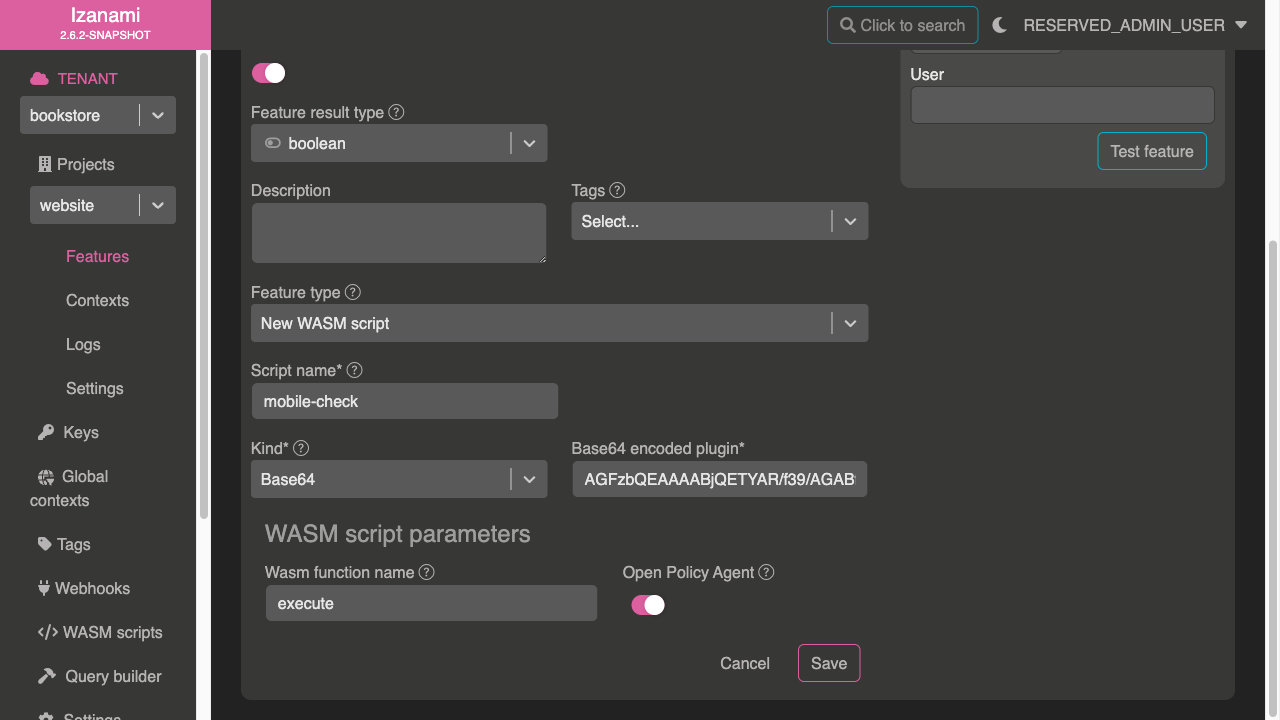 Izanami
2.6.2-SNAPSHOT
Click to search
RESERVED_ADMIN_USER
TENANT
bookstore
Projects
website
Features
Contexts
Logs
Settings
Keys
Global
contexts
Tags
Webhooks
WASM scripts
Query builder
Settings
Feature result type
boolean
Description
Tags
Select...
Feature type
New WASM script
Script name*
mobile-check
Kind*
Base64
Base64 encoded plugin*
AGFzbQEAAAABjQETYAR/f39/AGAB
WASM script parameters
Wasm function name
execute
Open Policy Agent
Cancel
Save
User
Test feature